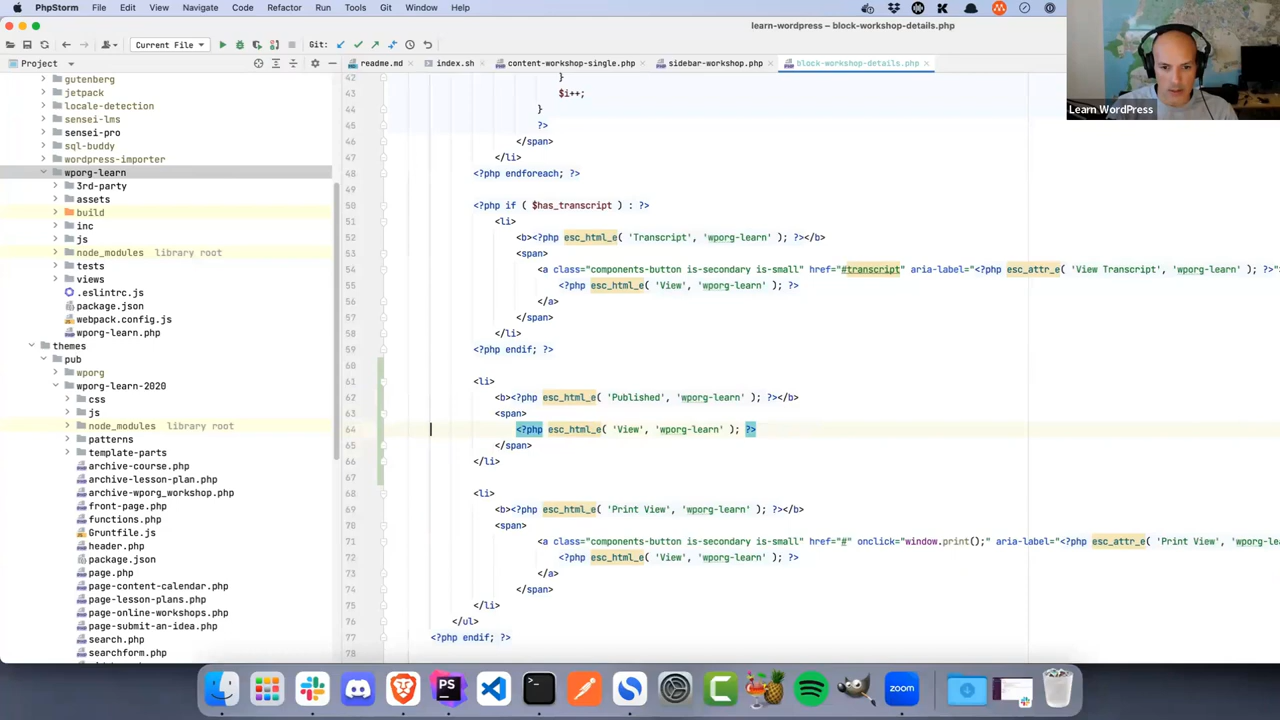 PhpStorm File Edit View Navigate Code Refactor Run Tools Git Window Help
learn-wordpress – block-workshop-details.php
Current File Git:
Project
readme.md index.sh content-workshop-single.php sidebar-workshop.php block-workshop-details.php
Learn WordPress
gutenberg
jetpack
locale-detection
sensei-lms
sensei-pro
sql-buddy
wordpress-importer
wporg-learn
3rd-party
assets
build
inc
js
node_modules library root
tests
views
.eslintrc.js
package.json
webpack.config.js
wporg-learn.php
themes
pub
wporg
wporg-learn-2020
css
js
node_modules library root
patterns
template-parts
archive-course.php
archive-lesson-plan.php
archive-wporg_workshop.php
front-page.php
functions.php
Gruntfile.js
header.php
package.json
page.php
page-content-calendar.php
page-lesson-plans.php
page-online-workshops.php
page-submit-an-idea.php
search.php
searchform.php
42 }
43 $i++;
44 }
45 ?>
46 </span>
47 </li>
48 <?php endforeach; ?>
49
50 <?php if ( $has_transcript ) : ?>
51 <li>
52 <b><?php esc_html_e( 'Transcript', 'wporg-learn' ); ?></b>
53 <span>
54 <a class="components-button is-secondary is-small" href="#transcript" aria-label="<?php esc_attr_e( 'View Transcript', 'wporg-learn' ); ?>"
55 <?php esc_html_e( 'View', 'wporg-learn' ); ?>
56 </a>
57 </span>
58 </li>
59 <?php endif; ?>
60
61 <li>
62 <b><?php esc_html_e( 'Published', 'wporg-learn' ); ?></b>
63 <span>
64 <?php esc_html_e( 'View', 'wporg-learn' ); ?>
65 </span>
66 </li>
67
68 <li>
69 <b><?php esc_html_e( 'Print View', 'wporg-learn' ); ?></b>
70 <span>
71 <a class="components-button is-secondary is-small" href="#" onclick="window.print();" aria-label="<?php esc_attr_e( 'Print View', 'wporg-le
72 <?php esc_html_e( 'View', 'wporg-learn' ); ?>
73 </a>
74 </span>
75 </li>
76 </ul>
77 <?php endif; ?>
78
PS
zoom